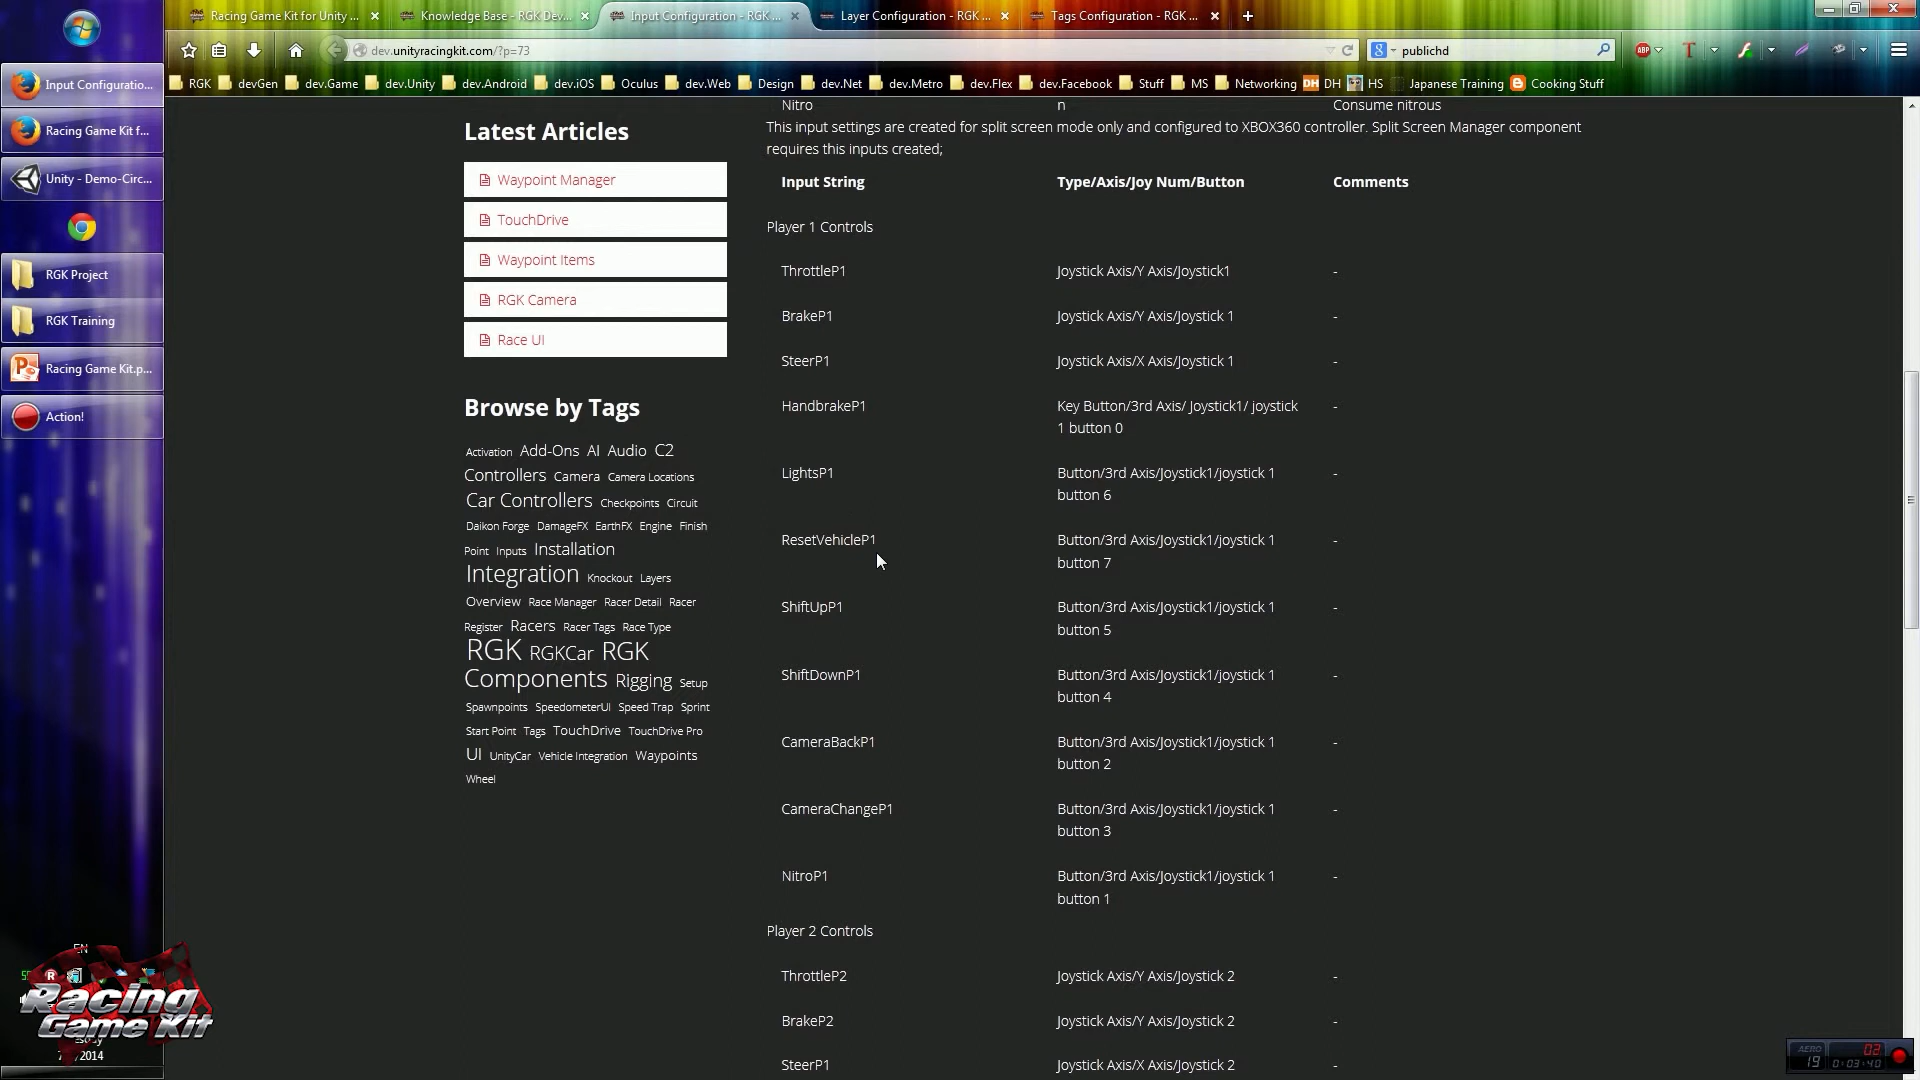 Racing Game Kit for Unity ...
Knowledge Base - RGK Dev...
Input Configuration - RGK ...
Layer Configuration - RGK ...
Tags Configuration - RGK ...
dev.unityracingkit.com/?p=73
publichd
ABP
RGK
devGen
dev.Game
dev.Unity
dev.Android
dev.iOS
Oculus
dev.Web
Design
dev.Net
dev.Metro
dev.Flex
dev.Facebook
Stuff
MS
Networking
DH DH
HS
Japanese Training
Cooking Stuff
Input Configuratio...
Racing Game Kit f...
Unity - Demo-Circ...
RGK Project
RGK Training
Racing Game Kit.p...
Action!
EN
Racing
Game Kit
Latest Articles
Waypoint Manager
TouchDrive
Waypoint Items
RGK Camera
Race UI
Browse by Tags
Activation Add-Ons AI Audio C2
Controllers Camera Camera Locations
Car Controllers Checkpoints Circuit
Daikon Forge DamageFX EarthFX Engine Finish
Point Inputs Installation
Integration Knockout Layers
Overview Race Manager Racer Detail Racer
Register Racers Racer Tags Race Type
RGK RGKCar RGK
Components Rigging Setup
Spawnpoints SpeedometerUI Speed Trap Sprint
Start Point Tags TouchDrive TouchDrive Pro
UI UnityCar Vehicle Integration Waypoints
Wheel
Nitro n Consume nitrous
This input settings are created for split screen mode only and configured to XBOX360 controller. Split Screen Manager component
requires this inputs created;
Input String Type/Axis/Joy Num/Button Comments
Player 1 Controls
ThrottleP1 Joystick Axis/Y Axis/Joystick1 -
BrakeP1 Joystick Axis/Y Axis/Joystick 1 -
SteerP1 Joystick Axis/X Axis/Joystick 1 -
HandbrakeP1 Key Button/3rd Axis/ Joystick1/ joystick -
1 button 0
LightsP1 Button/3rd Axis/Joystick1/joystick 1 -
button 6
ResetVehicleP1 Button/3rd Axis/Joystick1/joystick 1 -
button 7
ShiftUpP1 Button/3rd Axis/Joystick1/joystick 1 -
button 5
ShiftDownP1 Button/3rd Axis/Joystick1/joystick 1 -
button 4
CameraBackP1 Button/3rd Axis/Joystick1/joystick 1 -
button 2
CameraChangeP1 Button/3rd Axis/Joystick1/joystick 1 -
button 3
NitroP1 Button/3rd Axis/Joystick1/joystick 1 -
button 1
Player 2 Controls
ThrottleP2 Joystick Axis/Y Axis/Joystick 2 -
BrakeP2 Joystick Axis/Y Axis/Joystick 2 -
SteerP1 Joystick Axis/X Axis/Joystick 2 -
AERO
19
02
0:03:40